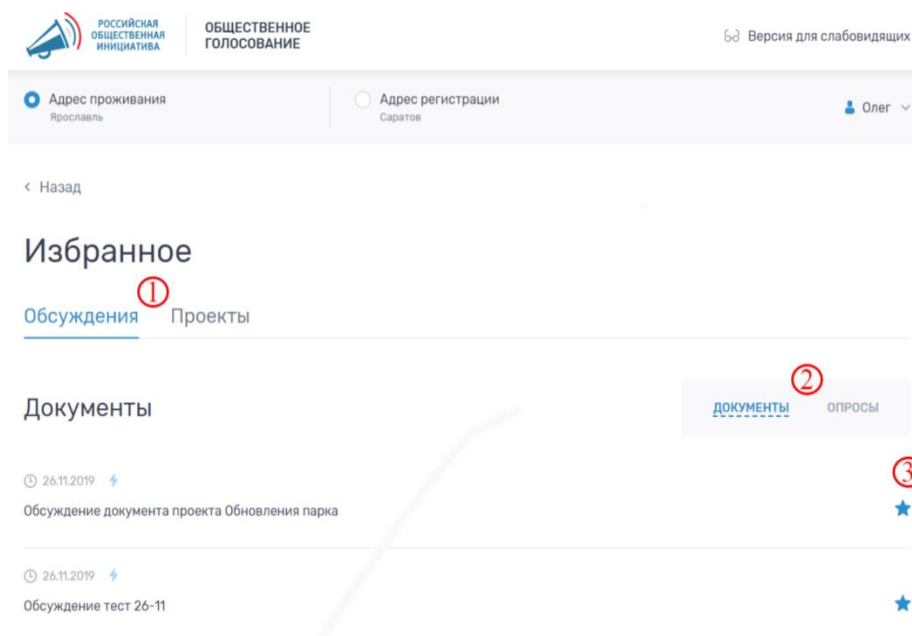 РОССИЙСКАЯ
ОБЩЕСТВЕННАЯ
ИНИЦИАТИВА
ОБЩЕСТВЕННОЕ
ГОЛОСОВАНИЕ
Версия для слабовидящих
Адрес проживания
Ярославль
Адрес регистрации
Саратов
Олег
Назад
Избранное
1
Обсуждения Проекты
2
Документы
ДОКУМЕНТЫ ОПРОСЫ
3
26.11.2019
Обсуждение документа проекта Обновления парка
26.11.2019
Обсуждение тест 26-11